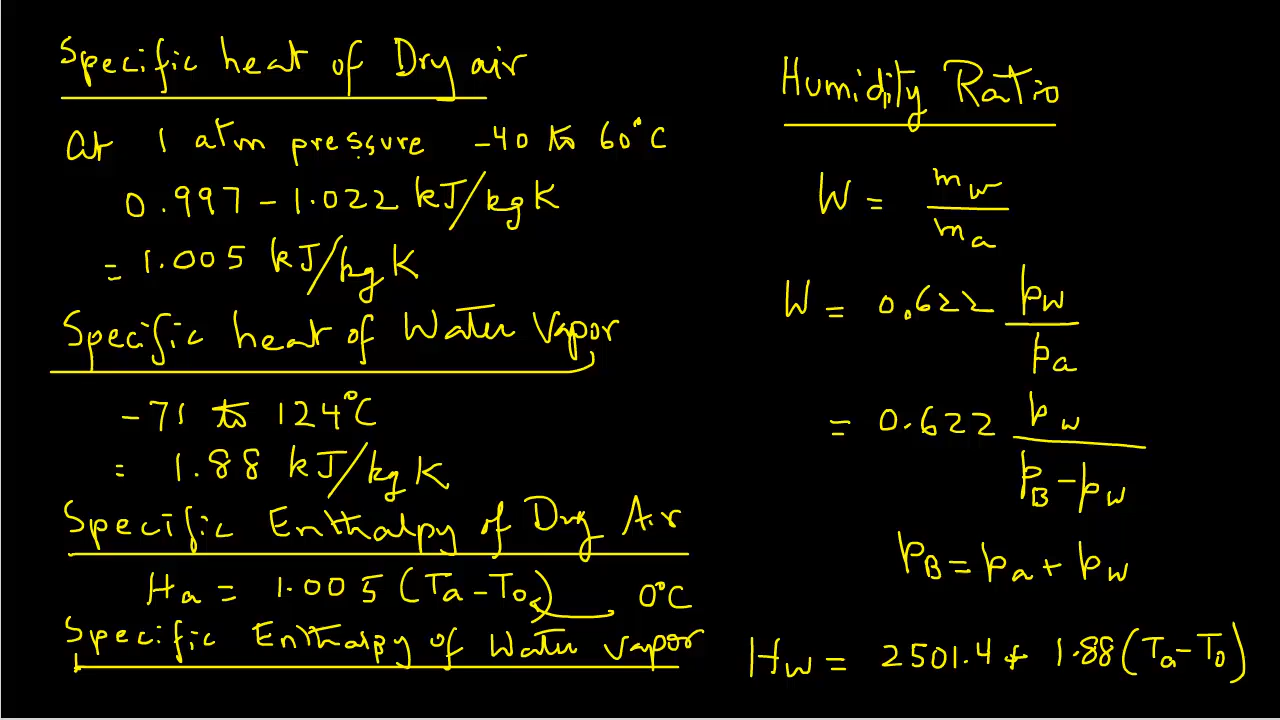 Specific heat of Dry air
At 1 atm pressure -40 to 60°C
0.997 - 1.022 kJ/kg K
= 1.005 kJ/kg K
Specific heat of Water Vapor
-71 to 124°C
= 1.88 kJ/kg K
Specific Enthalpy of Dry Air
Ha = 1.005 (Ta - To) 0°C
Specific Enthalpy of Water Vapor
Humidity Ratio
W = mw/ma
W = 0.622 pw/pa
= 0.622 pw/(pB - pw)
pB = pa + pw
Hw = 2501.4 + 1.88 (Ta - To)